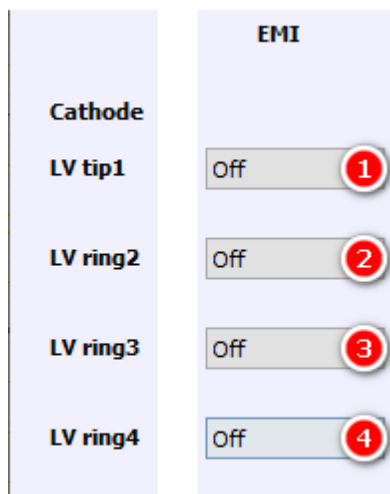 EMI
Cathode
LV tip1 Off 1
LV ring2 Off 2
LV ring3 Off 3
LV ring4 Off 4